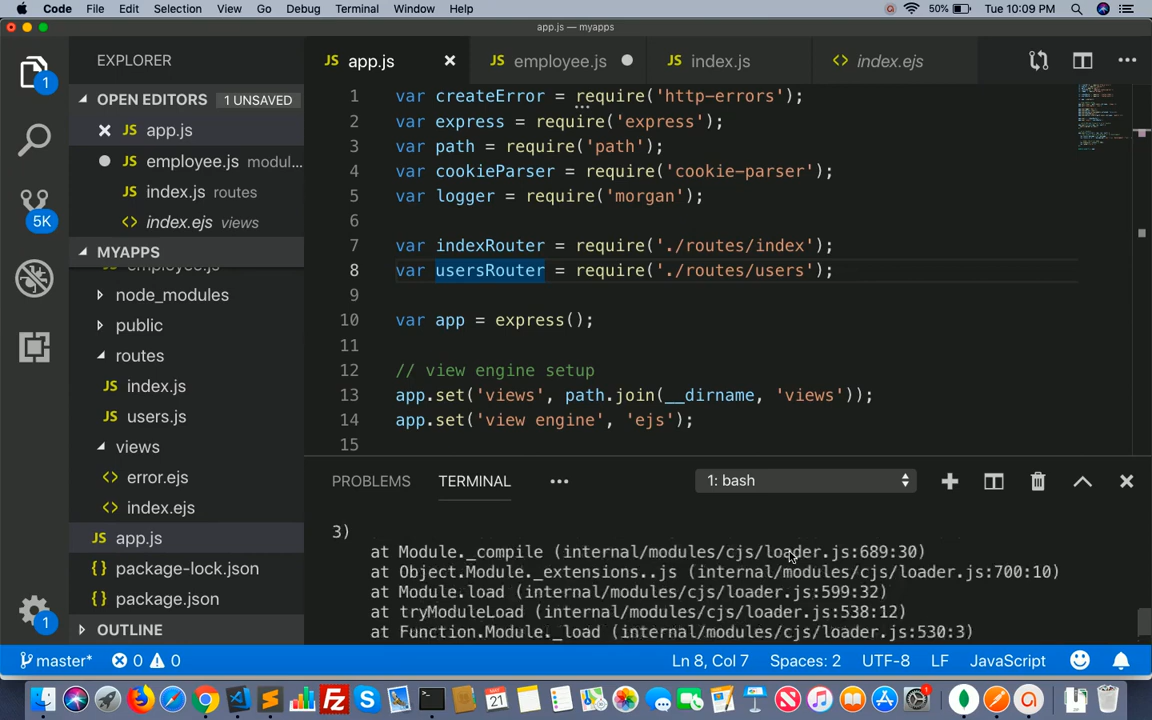 Code File Edit Selection View Go Debug Terminal Window Help 50% Tue 10:09 PM
app.js — myapps
1
5K
1
EXPLORER
OPEN EDITORS 1 UNSAVED
JS app.js
JS employee.js modul...
JS index.js routes
<> index.ejs views
MYAPPS
employee.js
node_modules
public
routes
JS index.js
JS users.js
views
<> error.ejs
<> index.ejs
JS app.js
{} package-lock.json
{} package.json
OUTLINE
JS app.js JS employee.js JS index.js <> index.ejs
1 var createError = require('http-errors');
2 var express = require('express');
3 var path = require('path');
4 var cookieParser = require('cookie-parser');
5 var logger = require('morgan');
6
7 var indexRouter = require('./routes/index');
8 var usersRouter = require('./routes/users');
9
10 var app = express();
11
12 // view engine setup
13 app.set('views', path.join(__dirname, 'views'));
14 app.set('view engine', 'ejs');
15
PROBLEMS TERMINAL ••• 1: bash
3)
at Module._compile (internal/modules/cjs/loader.js:689:30)
at Object.Module._extensions..js (internal/modules/cjs/loader.js:700:10)
at Module.load (internal/modules/cjs/loader.js:599:32)
at tryModuleLoad (internal/modules/cjs/loader.js:538:12)
at Function.Module._load (internal/modules/cjs/loader.js:530:3)
master* 0 0 Ln 8, Col 7 Spaces: 2 UTF-8 LF JavaScript